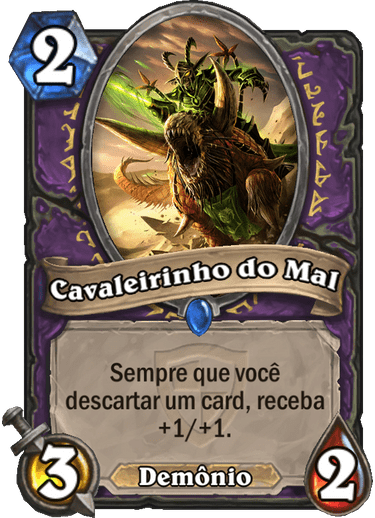 2
Cavaleirinho do Mal
Sempre que você
descartar um card, receba
+1/+1.
3
Demônio
2